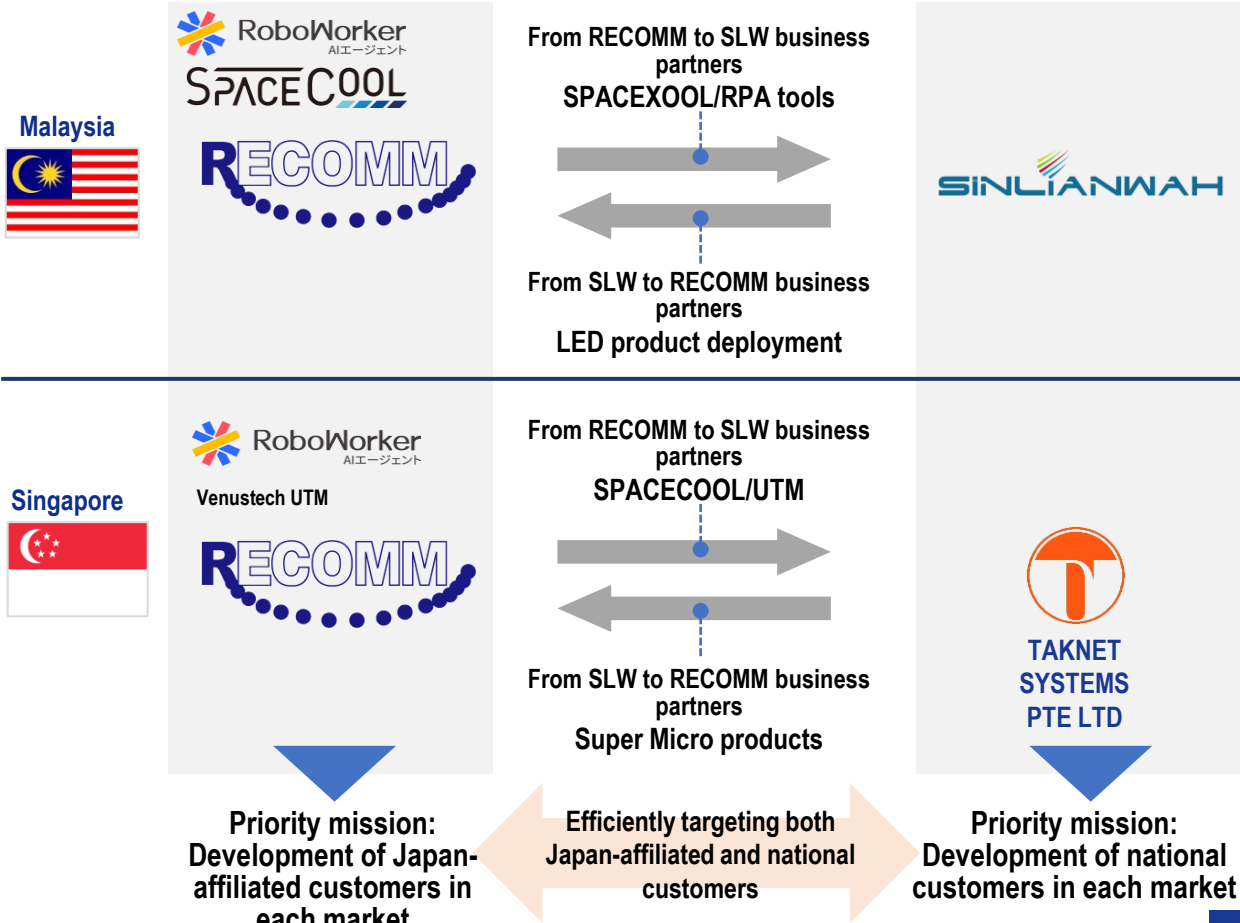 RoboWorker
AIエージェント
SPACECOOL
Malaysia
RECOMM
From RECOMM to SLW business
partners
SPACEXOOL/RPA tools
From SLW to RECOMM business
partners
LED product deployment
SINLIANWAH
Singapore
RoboWorker
AIエージェント
Venustech UTM
RECOMM
From RECOMM to SLW business
partners
SPACECOOL/UTM
From SLW to RECOMM business
partners
Super Micro products
TAKNET
SYSTEMS
PTE LTD
Priority mission:
Development of Japan-
affiliated customers in
each market
Efficiently targeting both
Japan-affiliated and national
customers
Priority mission:
Development of national
customers in each market